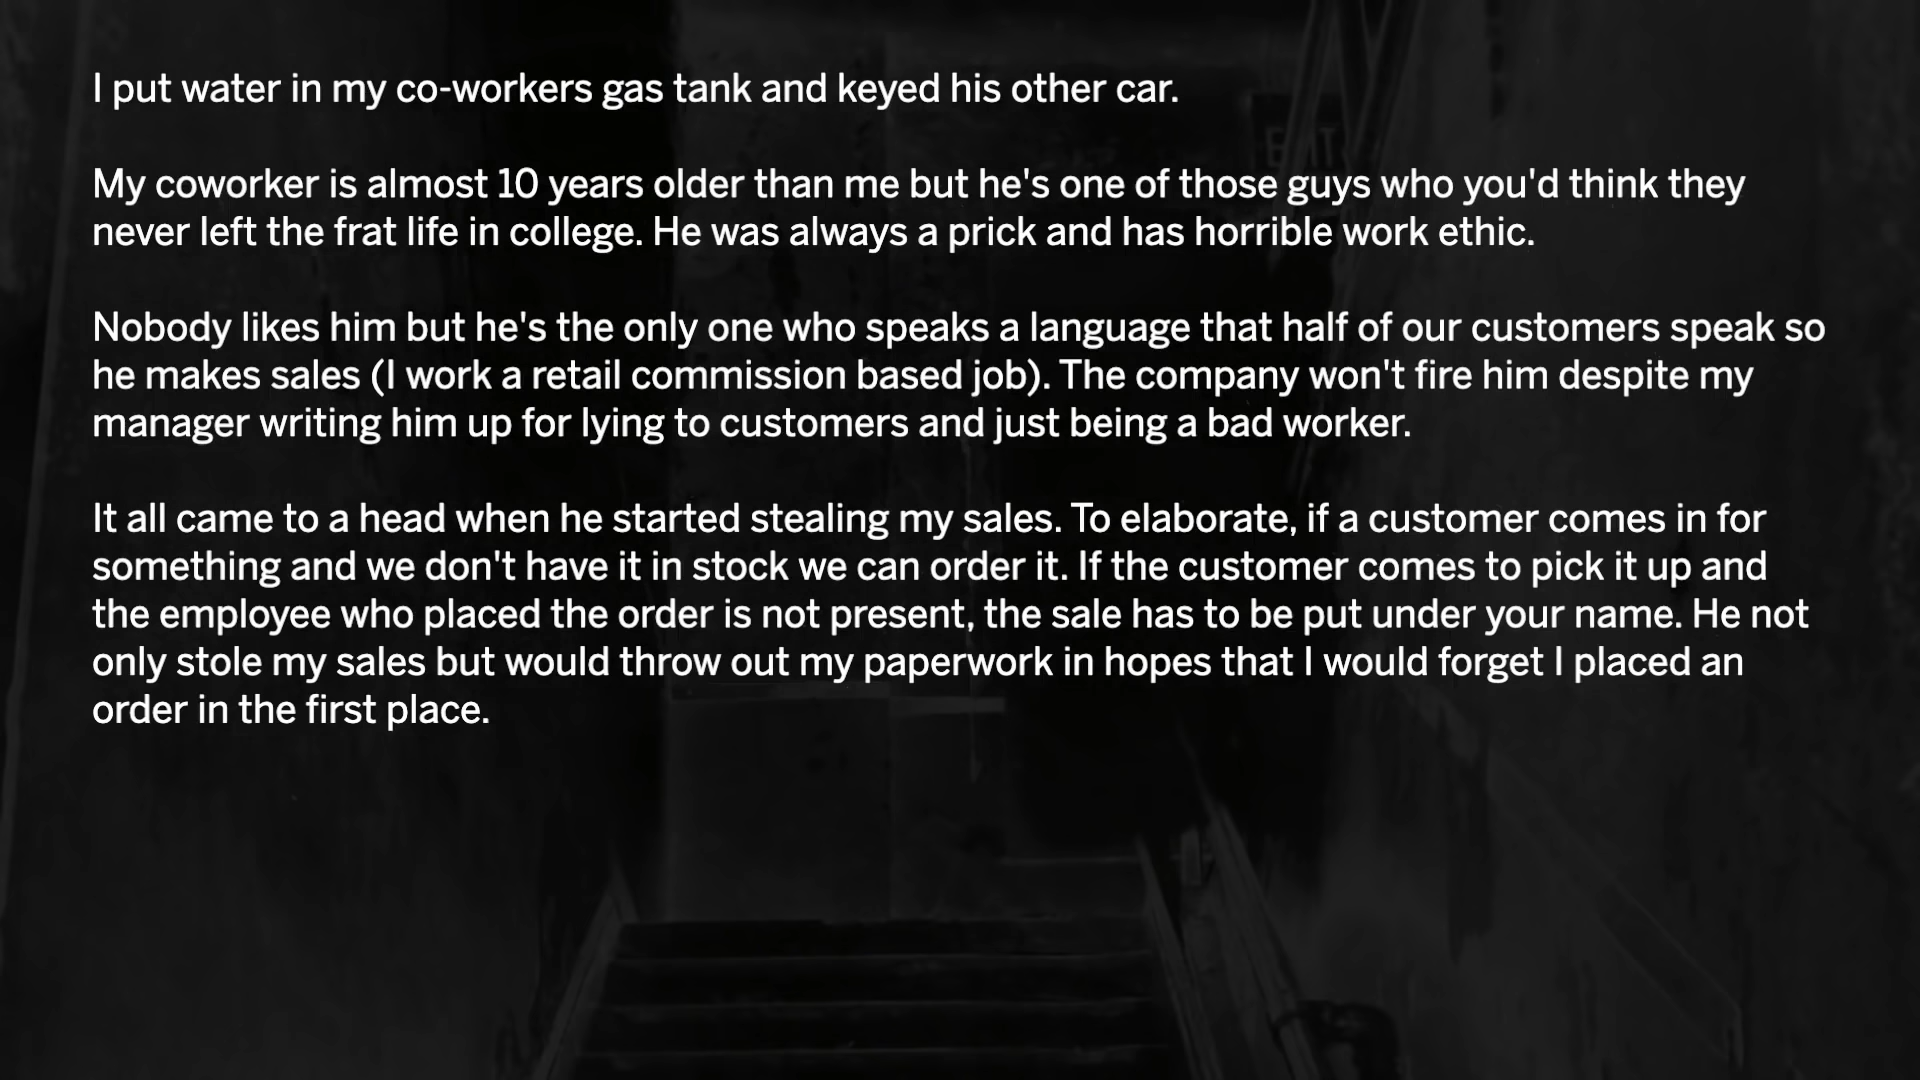 I put water in my co-workers gas tank and keyed his other car.
My coworker is almost 10 years older than me but he's one of those guys who you'd think they
never left the frat life in college. He was always a prick and has horrible work ethic.
Nobody likes him but he's the only one who speaks a language that half of our customers speak so
he makes sales (I work a retail commission based job). The company won't fire him despite my
manager writing him up for lying to customers and just being a bad worker.
It all came to a head when he started stealing my sales. To elaborate, if a customer comes in for
something and we don't have it in stock we can order it. If the customer comes to pick it up and
the employee who placed the order is not present, the sale has to be put under your name. He not
only stole my sales but would throw out my paperwork in hopes that I would forget I placed an
order in the first place.
EXIT